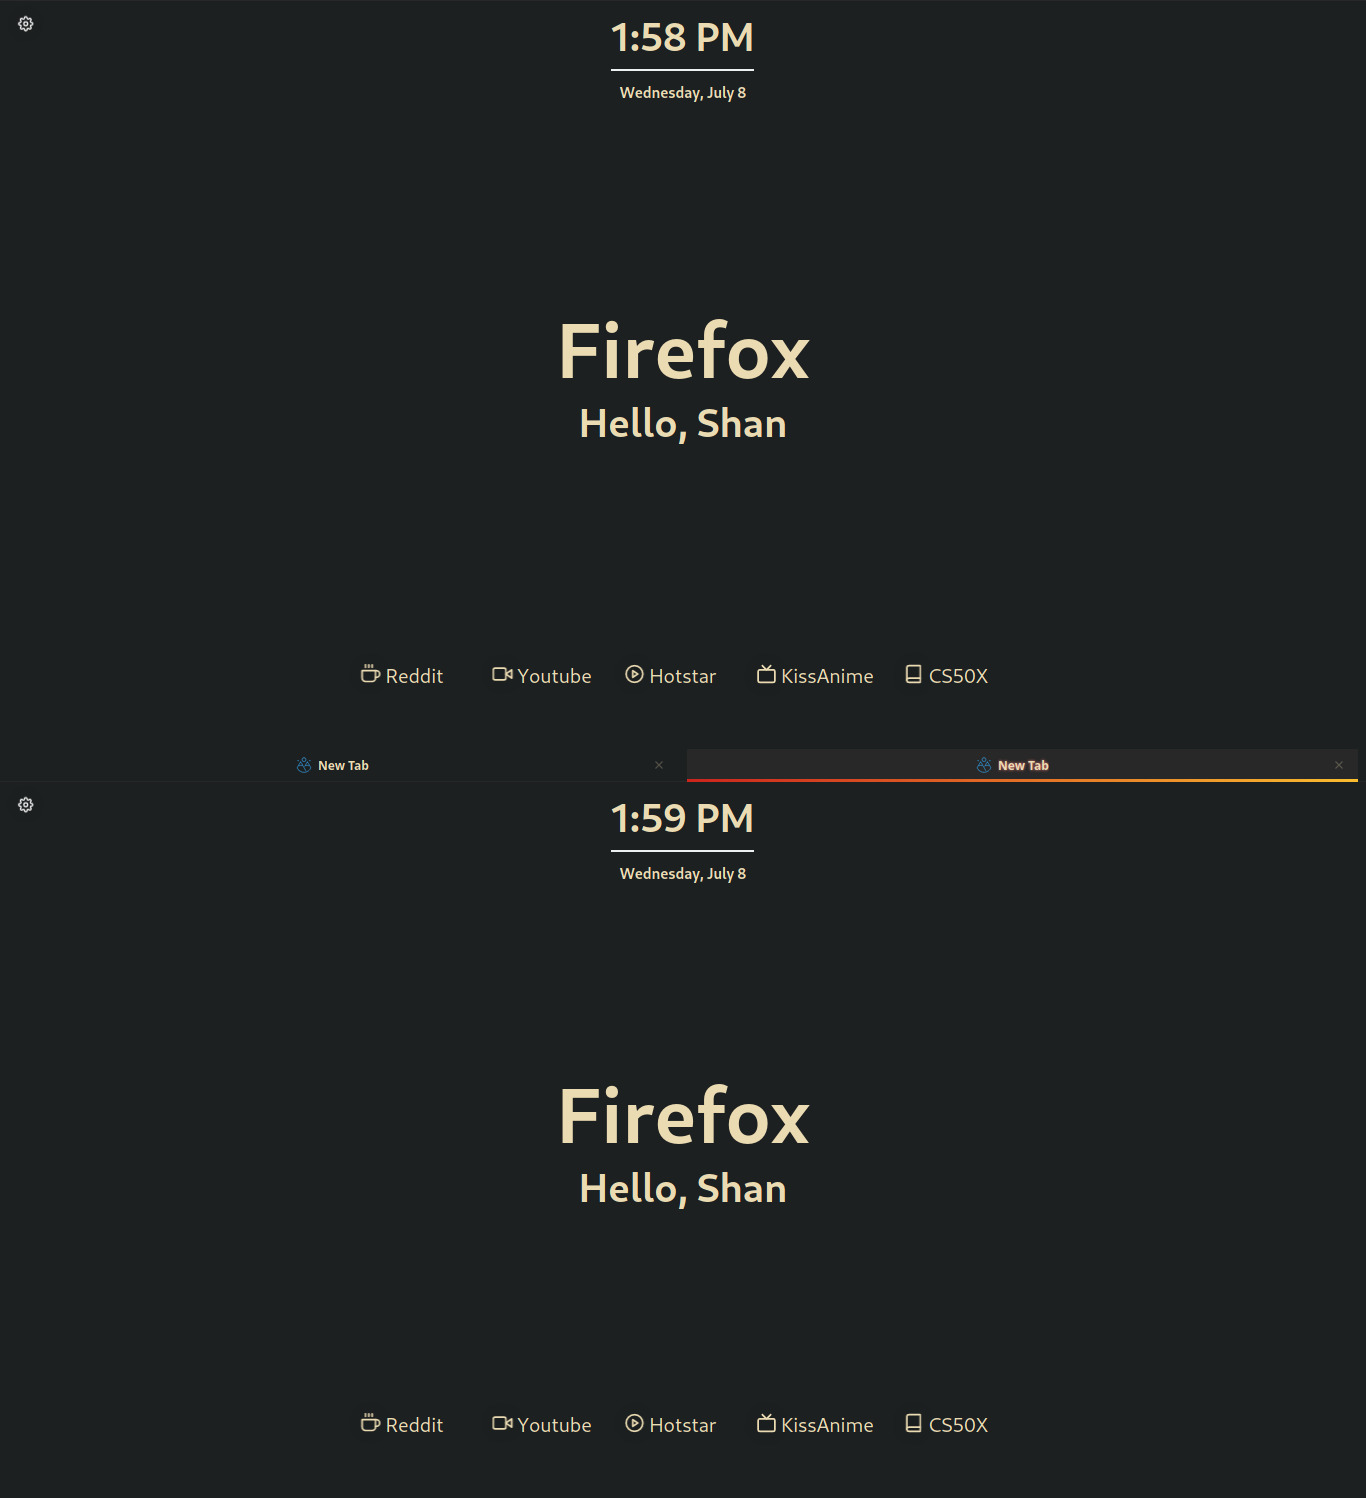 1:58 PM
Wednesday, July 8
Firefox
Hello, Shan
Reddit Youtube Hotstar KissAnime CS50X
New Tab New Tab
1:59 PM
Wednesday, July 8
Firefox
Hello, Shan
Reddit Youtube Hotstar KissAnime CS50X